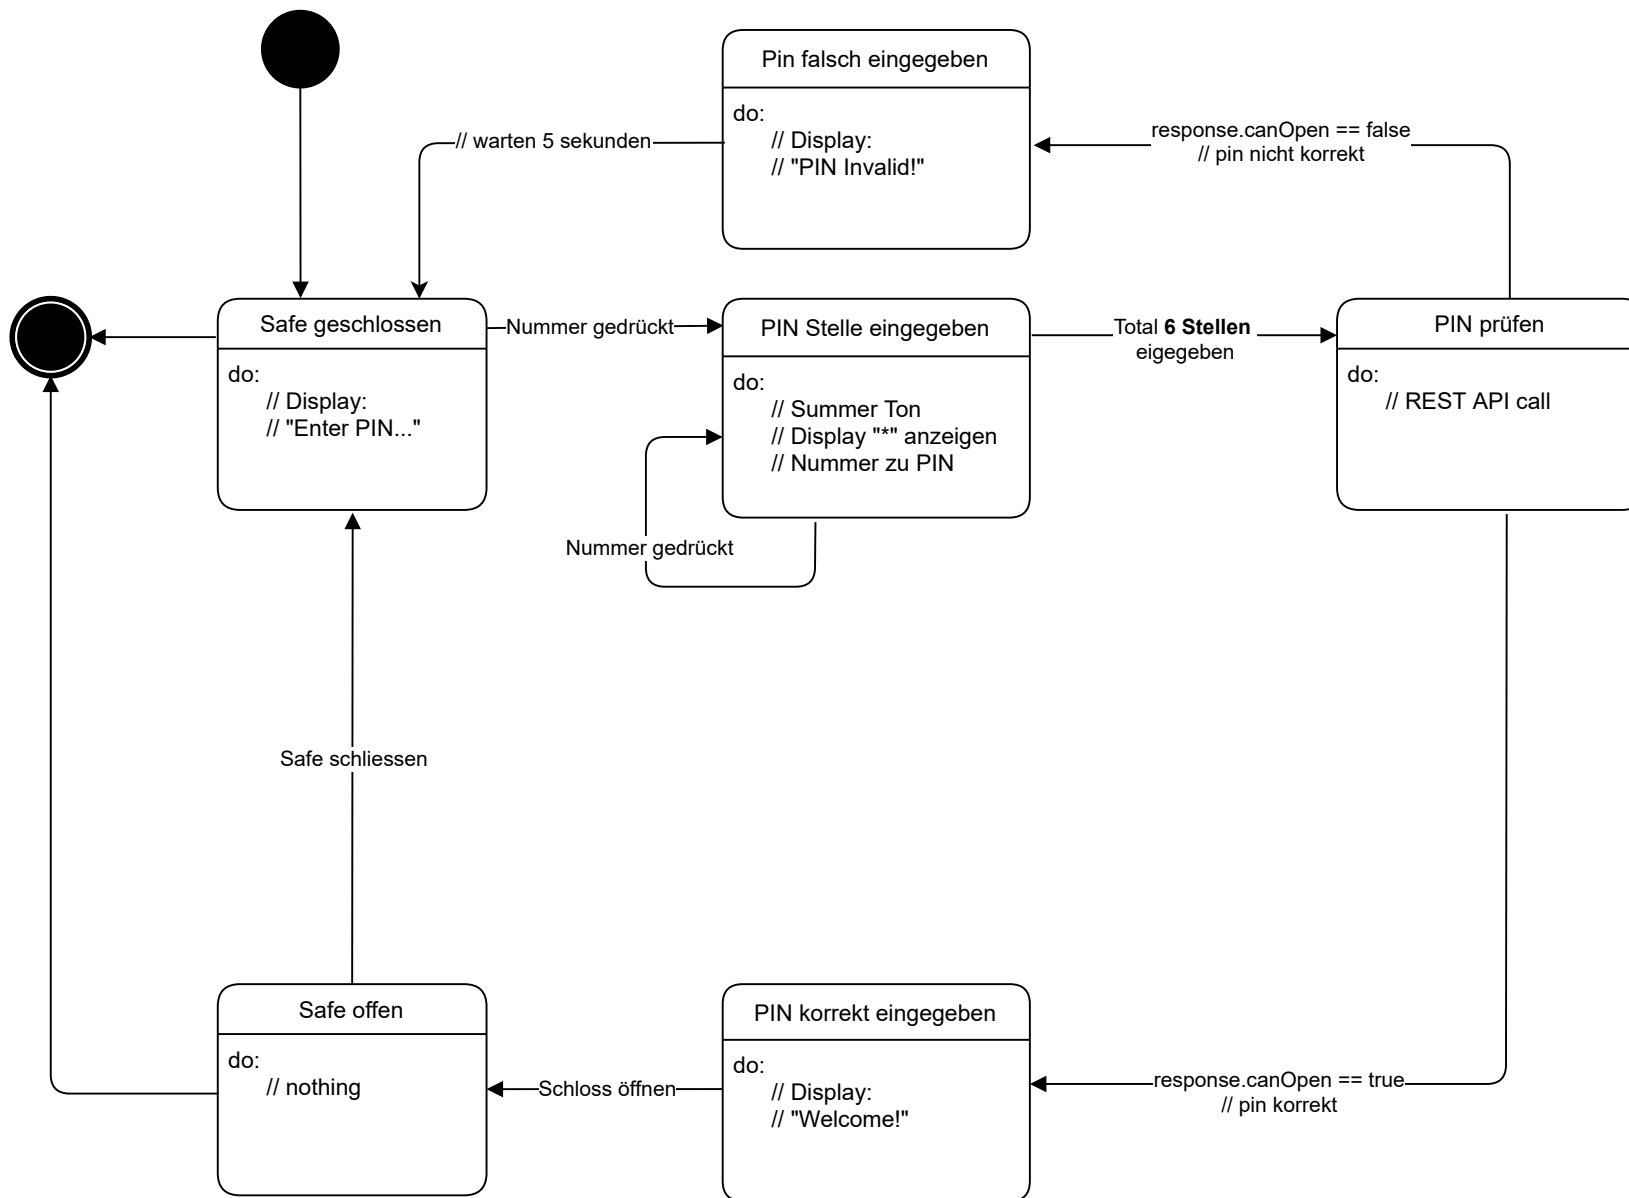 Pin falsch eingegeben
do:
// Display:
// "PIN Invalid!"
// warten 5 sekunden
response.canOpen == false
// pin nicht korrekt
Safe geschlossen
do:
// Display:
// "Enter PIN..."
Nummer gedrückt
PIN Stelle eingegeben
do:
// Summer Ton
// Display "*" anzeigen
// Nummer zu PIN
Nummer gedrückt
Total 6 Stellen
eigegeben
PIN prüfen
do:
// REST API call
Safe schliessen
Safe offen
do:
// nothing
Schloss öffnen
PIN korrekt eingegeben
do:
// Display:
// "Welcome!"
response.canOpen == true
// pin korrekt